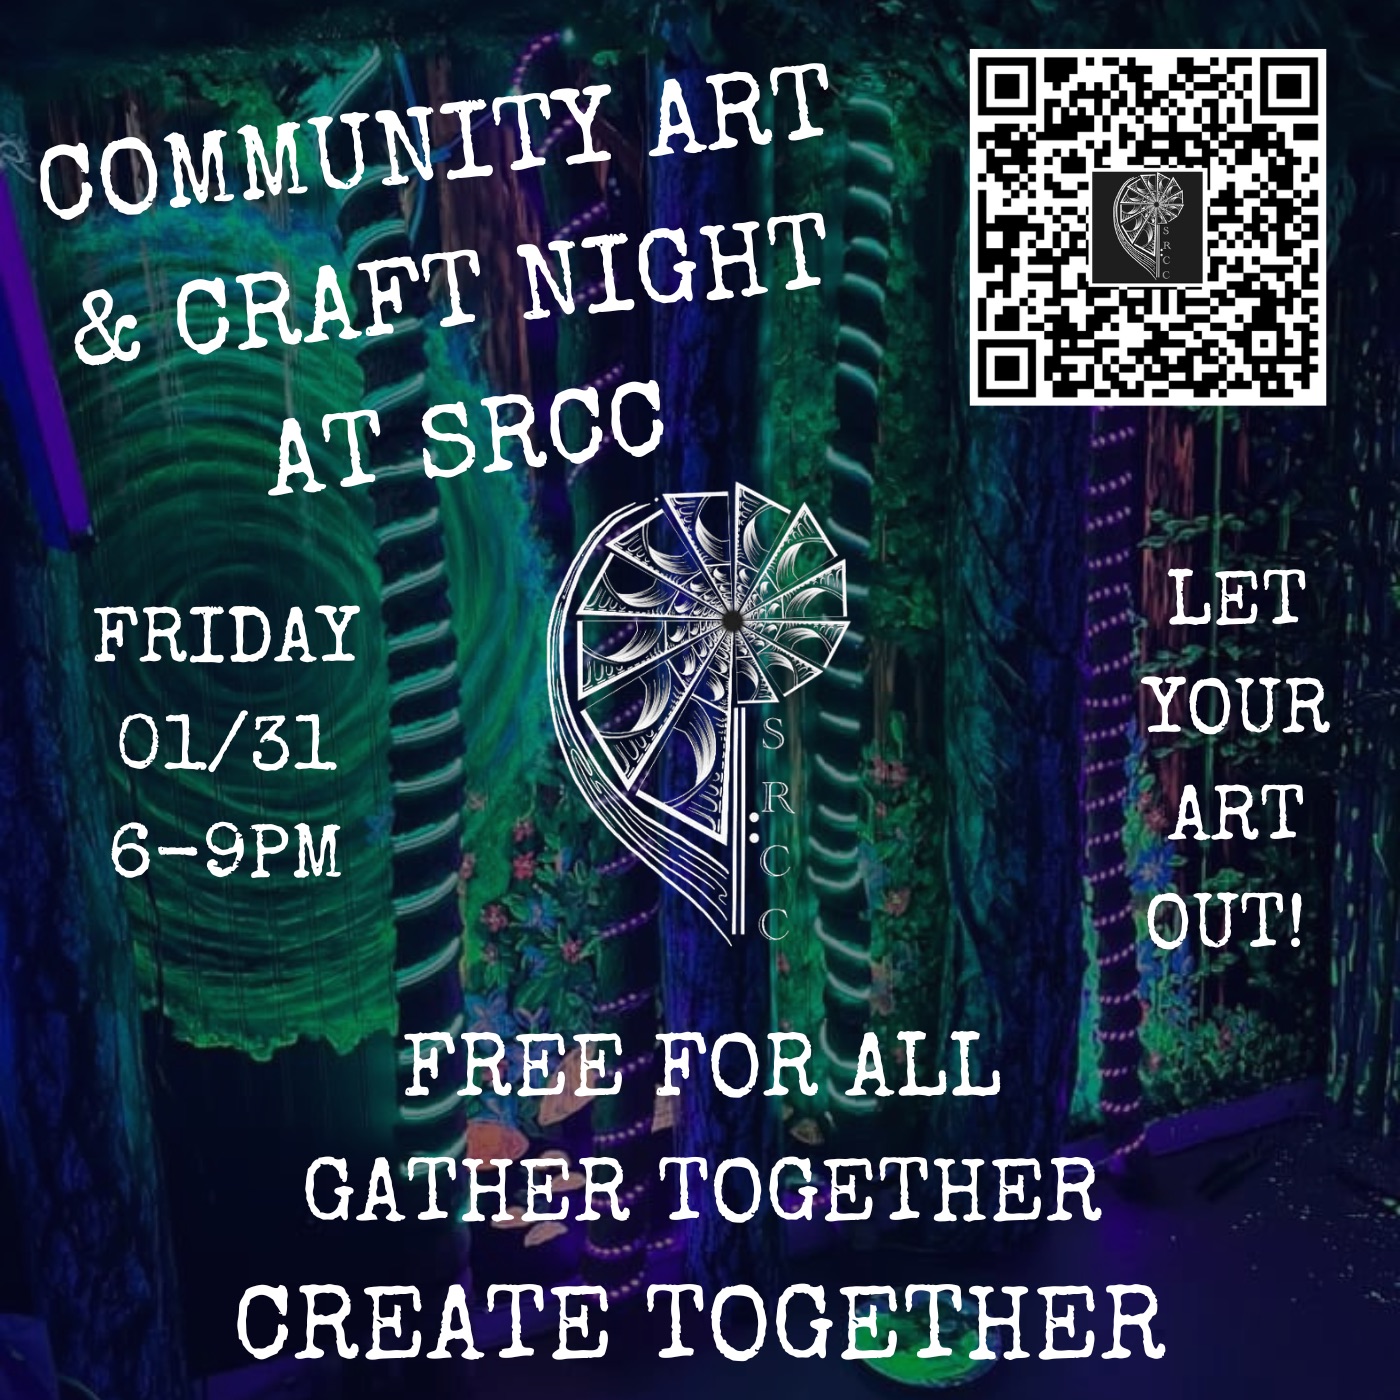 COMMUNITY ART
& CRAFT NIGHT
AT SRCC
S
R
C
C
FRIDAY
01/31
6-9PM
S
R
C
C
LET
YOUR
ART
OUT!
FREE FOR ALL
GATHER TOGETHER
CREATE TOGETHER